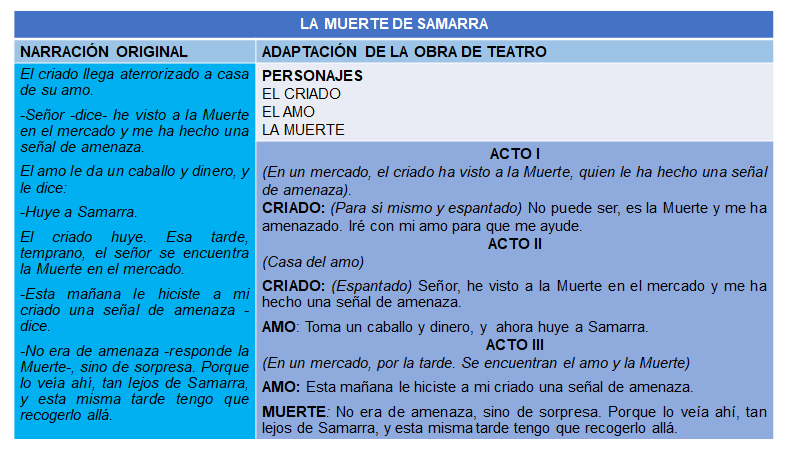 LA MUERTE DE SAMARRA
NARRACIÓN ORIGINAL
El criado llega aterrorizado a casa
de su amo.
-Señor -dice- he visto a la Muerte
en el mercado y me ha hecho una
señal de amenaza.
El amo le da un caballo y dinero, y
le dice:
-Huye a Samarra.
El criado huye. Esa tarde,
temprano, el señor se encuentra
la Muerte en el mercado.
-Esta mañana le hiciste a mi
criado una señal de amenaza -
dice.
-No era de amenaza -responde la
Muerte-, sino de sorpresa. Porque
lo veía ahí, tan lejos de Samarra,
y esta misma tarde tengo que
recogerlo allá.
ADAPTACIÓN DE LA OBRA DE TEATRO
PERSONAJES
EL CRIADO
EL AMO
LA MUERTE
ACTO I
(En un mercado, el criado ha visto a la Muerte, quien le ha hecho una señal
de amenaza).
CRIADO: (Para sí mismo y espantado) No puede ser, es la Muerte y me ha
amenazado. Iré con mi amo para que me ayude.
ACTO II
(Casa del amo)
CRIADO: (Espantado) Señor, he visto a la Muerte en el mercado y me ha
hecho una señal de amenaza.
AMO: Toma un caballo y dinero, y ahora huye a Samarra.
ACTO III
(En un mercado, por la tarde. Se encuentran el amo y la Muerte)
AMO: Esta mañana le hiciste a mi criado una señal de amenaza.
MUERTE: No era de amenaza, sino de sorpresa. Porque lo veía ahí, tan
lejos de Samarra, y esta misma tarde tengo que recogerlo allá.